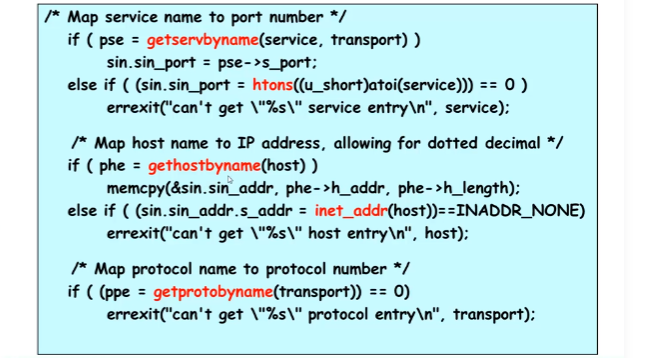 /* Map service name to port number */
if ( pse = getservbyname(service, transport) )
sin.sin_port = pse->s_port;
else if ( (sin.sin_port = htons((u_short)atoi(service))) == 0 )
errexit("can't get \"%s\" service entry\n", service);
/* Map host name to IP address, allowing for dotted decimal */
if ( phe = gethostbyname(host) )
memcpy(&sin.sin_addr, phe->h_addr, phe->h_length);
else if ( (sin.sin_addr.s_addr = inet_addr(host))==INADDR_NONE)
errexit("can't get \"%s\" host entry\n", host);
/* Map protocol name to protocol number */
if ( (ppe = getprotobyname(transport)) == 0)
errexit("can't get \"%s\" protocol entry\n", transport);